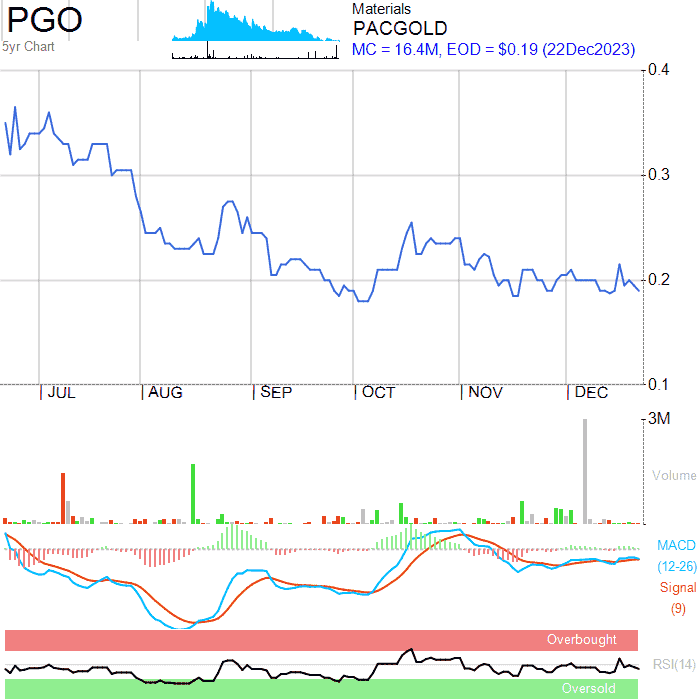 PGO
5yr Chart
Materials
PACGOLD
MC = 16.4M, EOD = $0.19 (22Dec2023)
0.4
0.3
0.2
0.1
JUL AUG SEP OCT NOV DEC
3M
Volume
MACD
(12-26)
Signal
(9)
Overbought
RSI(14)
Oversold